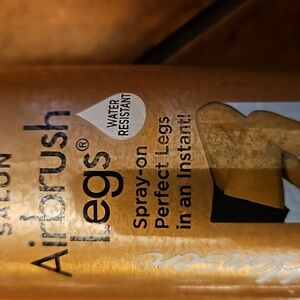 SALON
Airbrush
Legs®
WATER
RESISTANT
Spray-on
Perfect Legs
in an Instant!